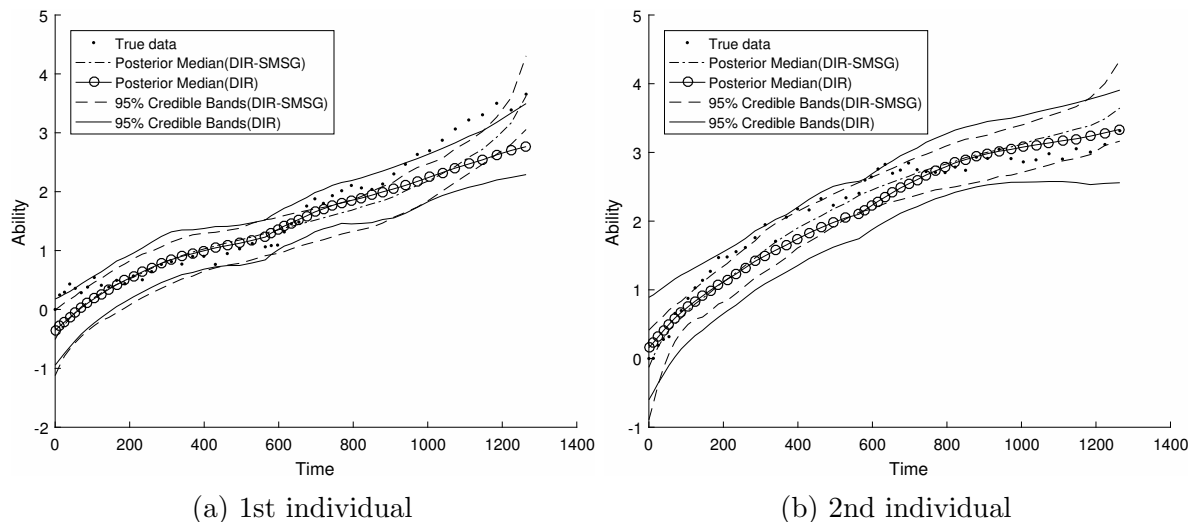 5
4
3
2
1
0
-1
-2
Ability
True data
Posterior Median(DIR-SMSG)
Posterior Median(DIR)
95% Credible Bands(DIR-SMSG)
95% Credible Bands(DIR)
0 200 400 600 800 1000 1200 1400
Time
(a) 1st individual
5
4
3
2
1
0
-1
Ability
True data
Posterior Median(DIR-SMSG)
Posterior Median(DIR)
95% Credible Bands(DIR-SMSG)
95% Credible Bands(DIR)
0 200 400 600 800 1000 1200 1400
Time
(b) 2nd individual